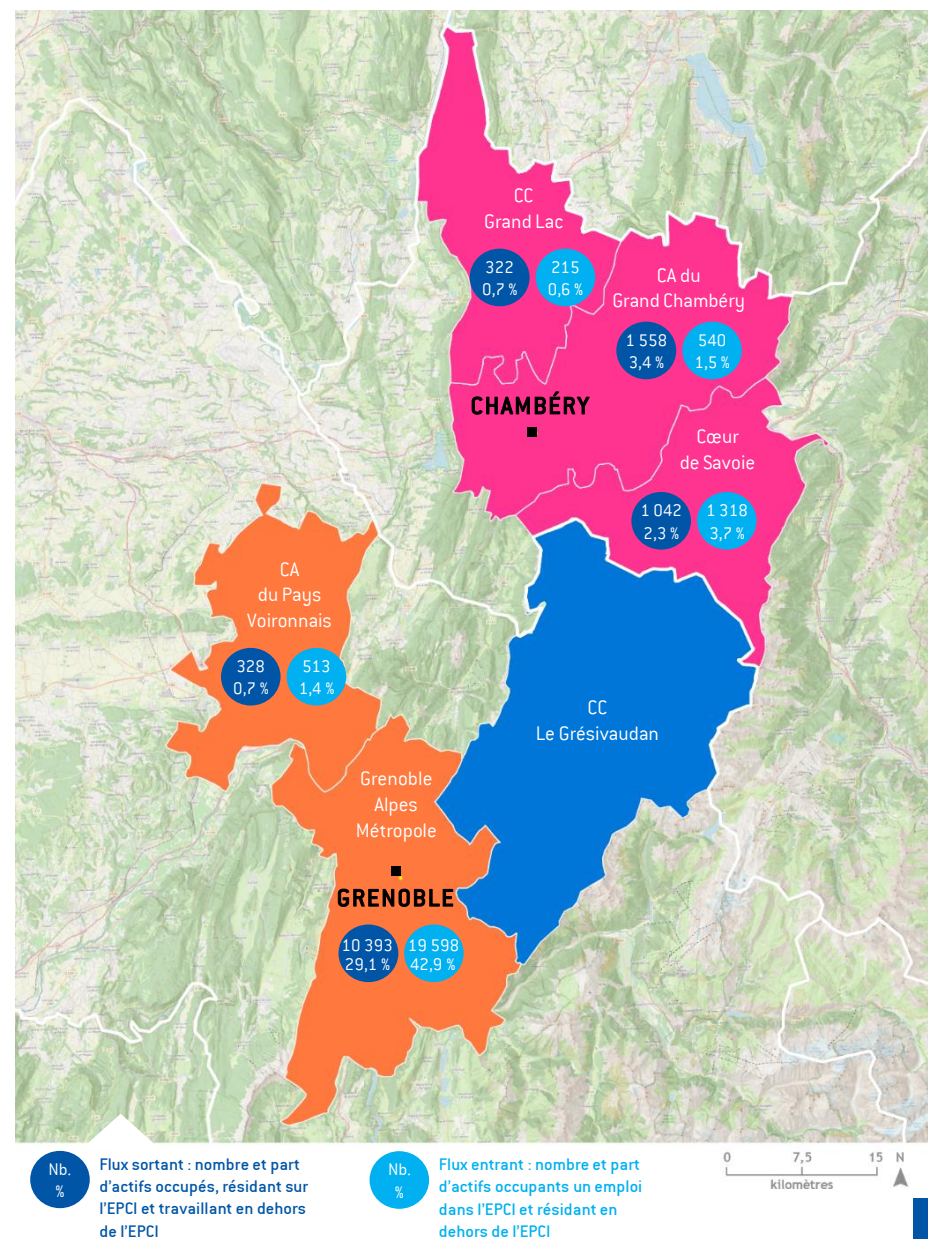 CC
Grand Lac
322
0,7 %
215
0,6 %
CA du
Grand Chambéry
1 558
3,4 %
540
1,5 %
CHAMBÉRY
Cœur
de Savoie
1 042
2,3 %
1 318
3,7 %
CA
du Pays
Voironnais
328
0,7 %
513
1,4 %
CC
Le Grésivaudan
Grenoble
Alpes
Métropole
GRENOBLE
10 393
29,1 %
19 598
42,9 %
Nb.
%
Flux sortant : nombre et part
d'actifs occupés, résidant sur
l'EPCI et travaillant en dehors
de l'EPCI
Nb.
%
Flux entrant : nombre et part
d'actifs occupants un emploi
dans l'EPCI et résidant en
dehors de l'EPCI
0 7,5 15 N
kilomètres